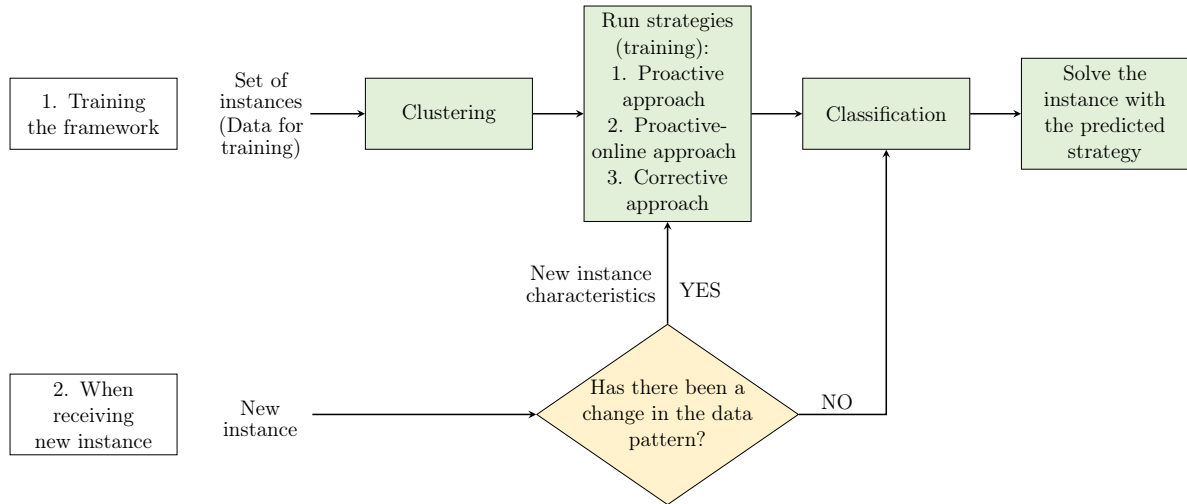 1. Training
the framework
Set of
instances
(Data for
training)
Clustering
Run strategies
(training):
1. Proactive
approach
2. Proactive-
online approach
3. Corrective
approach
Classification
Solve the
instance with
the predicted
strategy
New instance
characteristics
YES
2. When
receiving
new instance
New
instance
Has there been a
change in the data
pattern?
NO